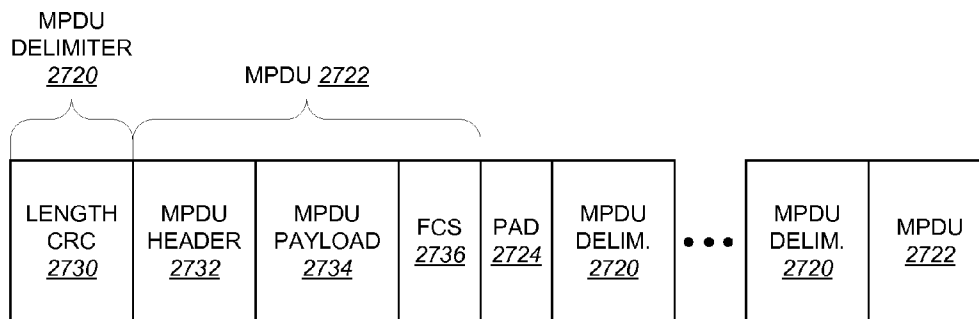 MPDU
DELIMITER
2720
MPDU 2722
LENGTH
CRC
2730
MPDU
HEADER
2732
MPDU
PAYLOAD
2734
FCS
2736
PAD
2724
MPDU
DELIM.
2720
MPDU
DELIM.
2720
MPDU
2722